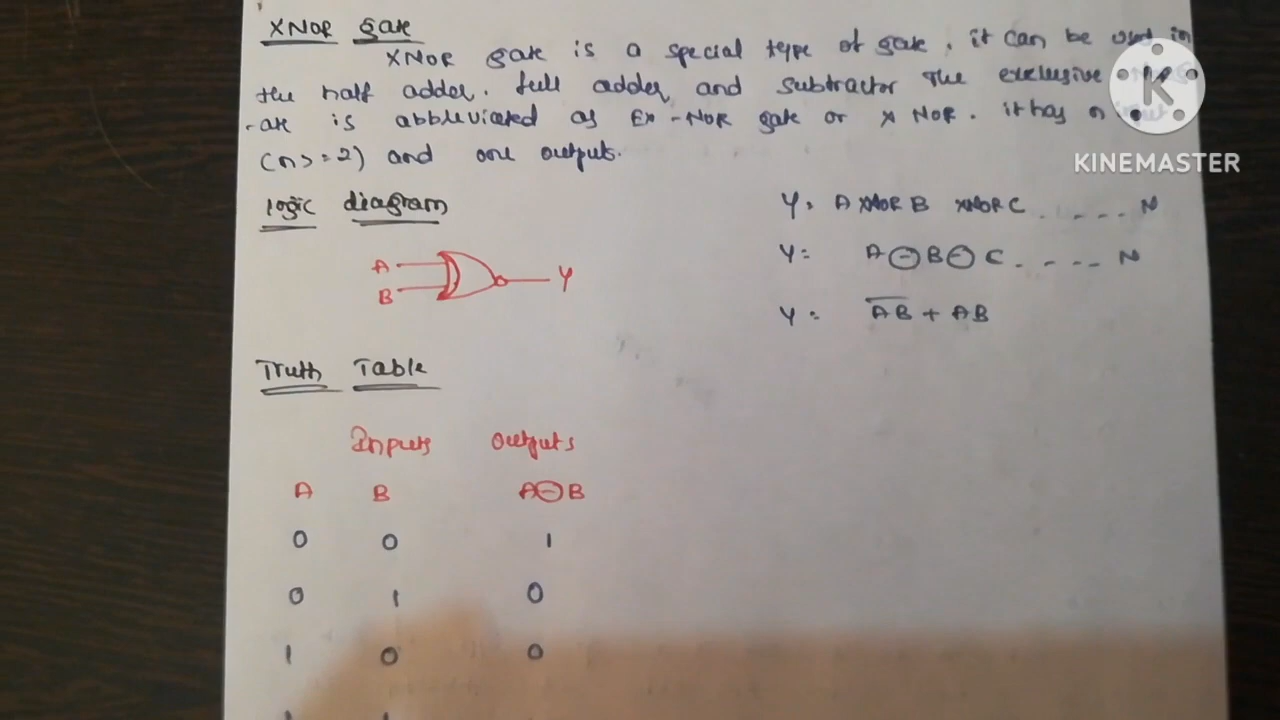 XNOR gate
XNOR gate is a special type of gate. it can be used in
the half adder. full adder and subtractor The exclusive
-ate is abbleviated as Ex-NOR gate or X NOR. it has n
(n>=2) and one outputs.
logic diagram
Y= A XNOR B XNOR C ..... N
A
B
Y
Y= A ⊖ B ⊖ C ..... N
Y= A̅B̅ + AB
Truth Table
Inputs outputs
A B A⊖B
0 0 1
0 1 0
1 0 0
K
KINEMASTER